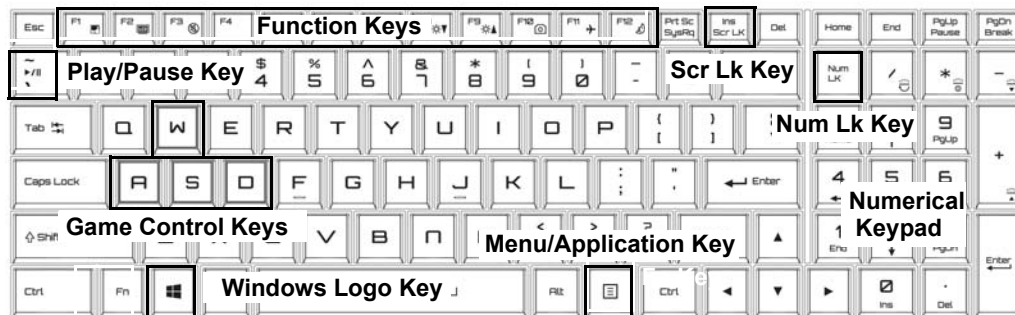 Esc F1 F2 F3 F4 Function Keys F9 F10 F11 F12 Prt Sc SysRq Ins Scr LK Del Home End PgUp Pause PgDn Break
~ ` Play/Pause Key $ 4 % 5 ^ 6 & 7 * 8 ( 9 ) 0 - Scr Lk Key Num LK / * -
Tab Q W E R T Y U I O P { [ } ] Num Lk Key 9 PgUp +
Caps Lock A S D F G H J K L : ; " ' Enter 4 5 6
Game Control Keys
Numerical
Keypad
Shift V B N Menu/Application Key 1 End PgDn Enter
Ctrl Fn Windows Logo Key Alt Ctrl 0 Ins . Del